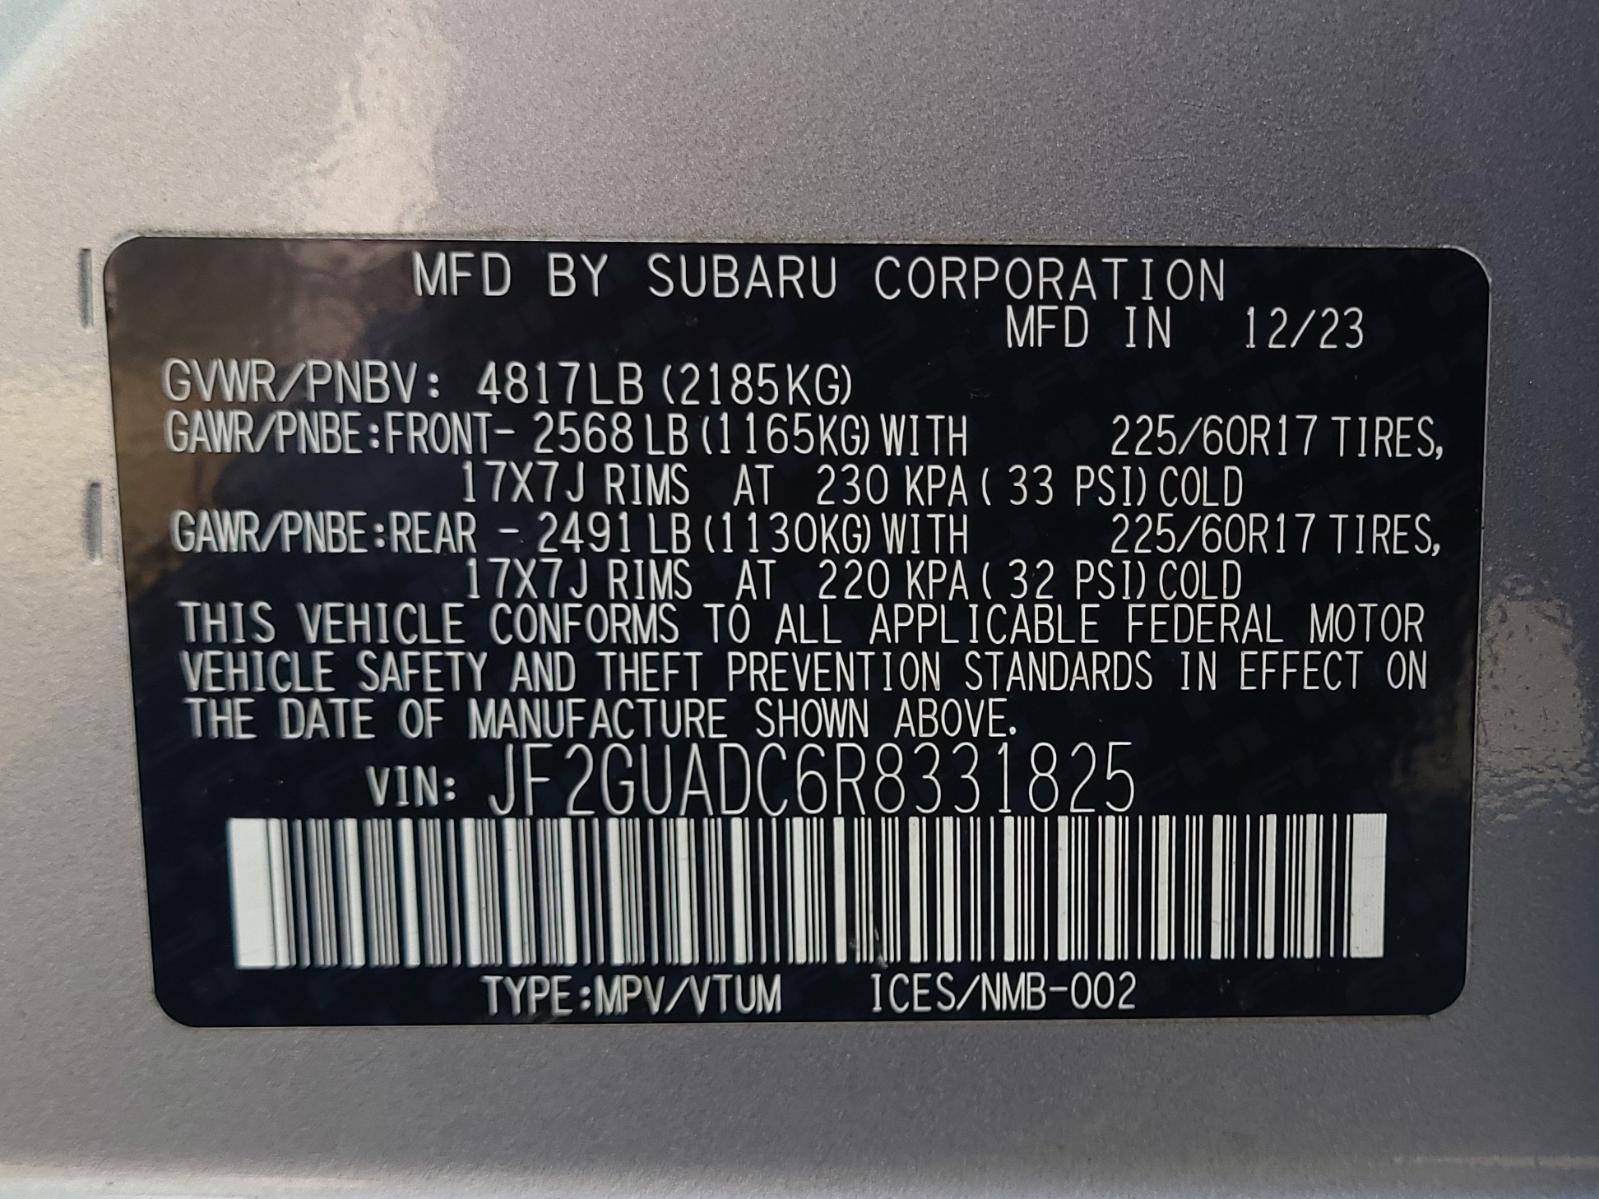 MFD BY SUBARU CORPORATION
MFD IN 12/23
GVWR/PNBV: 4817LB (2185KG)
GAWR/PNBE:FRONT- 2568LB (1165KG) WITH 225/60R17 TIRES,
17X7J RIMS AT 230 KPA ( 33 PSI) COLD
GAWR/PNBE:REAR - 2491LB (1130KG) WITH 225/60R17 TIRES,
17X7J RIMS AT 220 KPA ( 32 PSI) COLD
THIS VEHICLE CONFORMS TO ALL APPLICABLE FEDERAL MOTOR
VEHICLE SAFETY AND THEFT PREVENTION STANDARDS IN EFFECT ON
THE DATE OF MANUFACTURE SHOWN ABOVE.
VIN: JF2GUADC6R8331825
TYPE:MPV/VTUM ICES/NMB-002